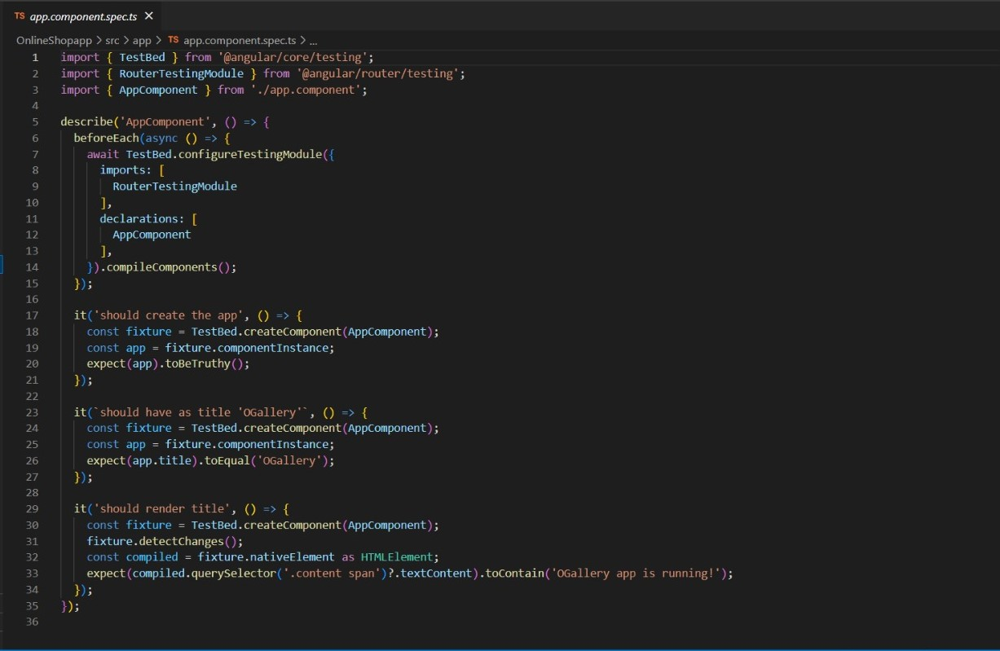 TS app.component.spec.ts ✕
OnlineShopapp > src > app > TS app.component.spec.ts > ...
1 import { TestBed } from '@angular/core/testing';
2 import { RouterTestingModule } from '@angular/router/testing';
3 import { AppComponent } from './app.component';
4
5 describe('AppComponent', () => {
6   beforeEach(async () => {
7     await TestBed.configureTestingModule({
8       imports: [
9         RouterTestingModule
10       ],
11       declarations: [
12         AppComponent
13       ],
14     }).compileComponents();
15   });
16
17   it('should create the app', () => {
18     const fixture = TestBed.createComponent(AppComponent);
19     const app = fixture.componentInstance;
20     expect(app).toBeTruthy();
21   });
22
23   it(`should have as title 'OGallery'`, () => {
24     const fixture = TestBed.createComponent(AppComponent);
25     const app = fixture.componentInstance;
26     expect(app.title).toEqual('OGallery');
27   });
28
29   it('should render title', () => {
30     const fixture = TestBed.createComponent(AppComponent);
31     fixture.detectChanges();
32     const compiled = fixture.nativeElement as HTMLElement;
33     expect(compiled.querySelector('.content span')?.textContent).toContain('OGallery app is running!');
34   });
35 });
36